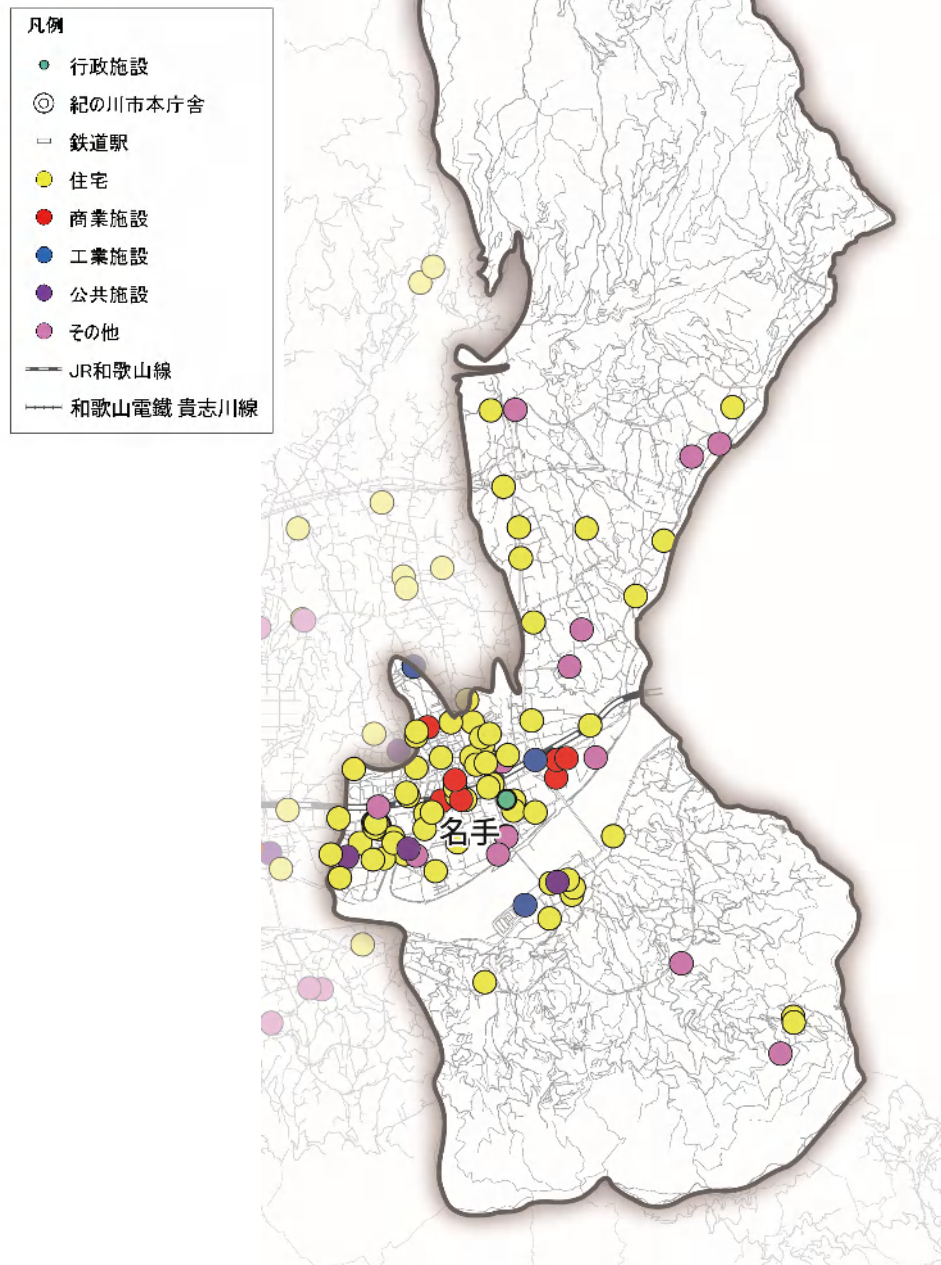 凡例
行政施設
紀の川市本庁舎
鉄道駅
住宅
商業施設
工業施設
公共施設
その他
JR和歌山線
和歌山電鐵 貴志川線
名手